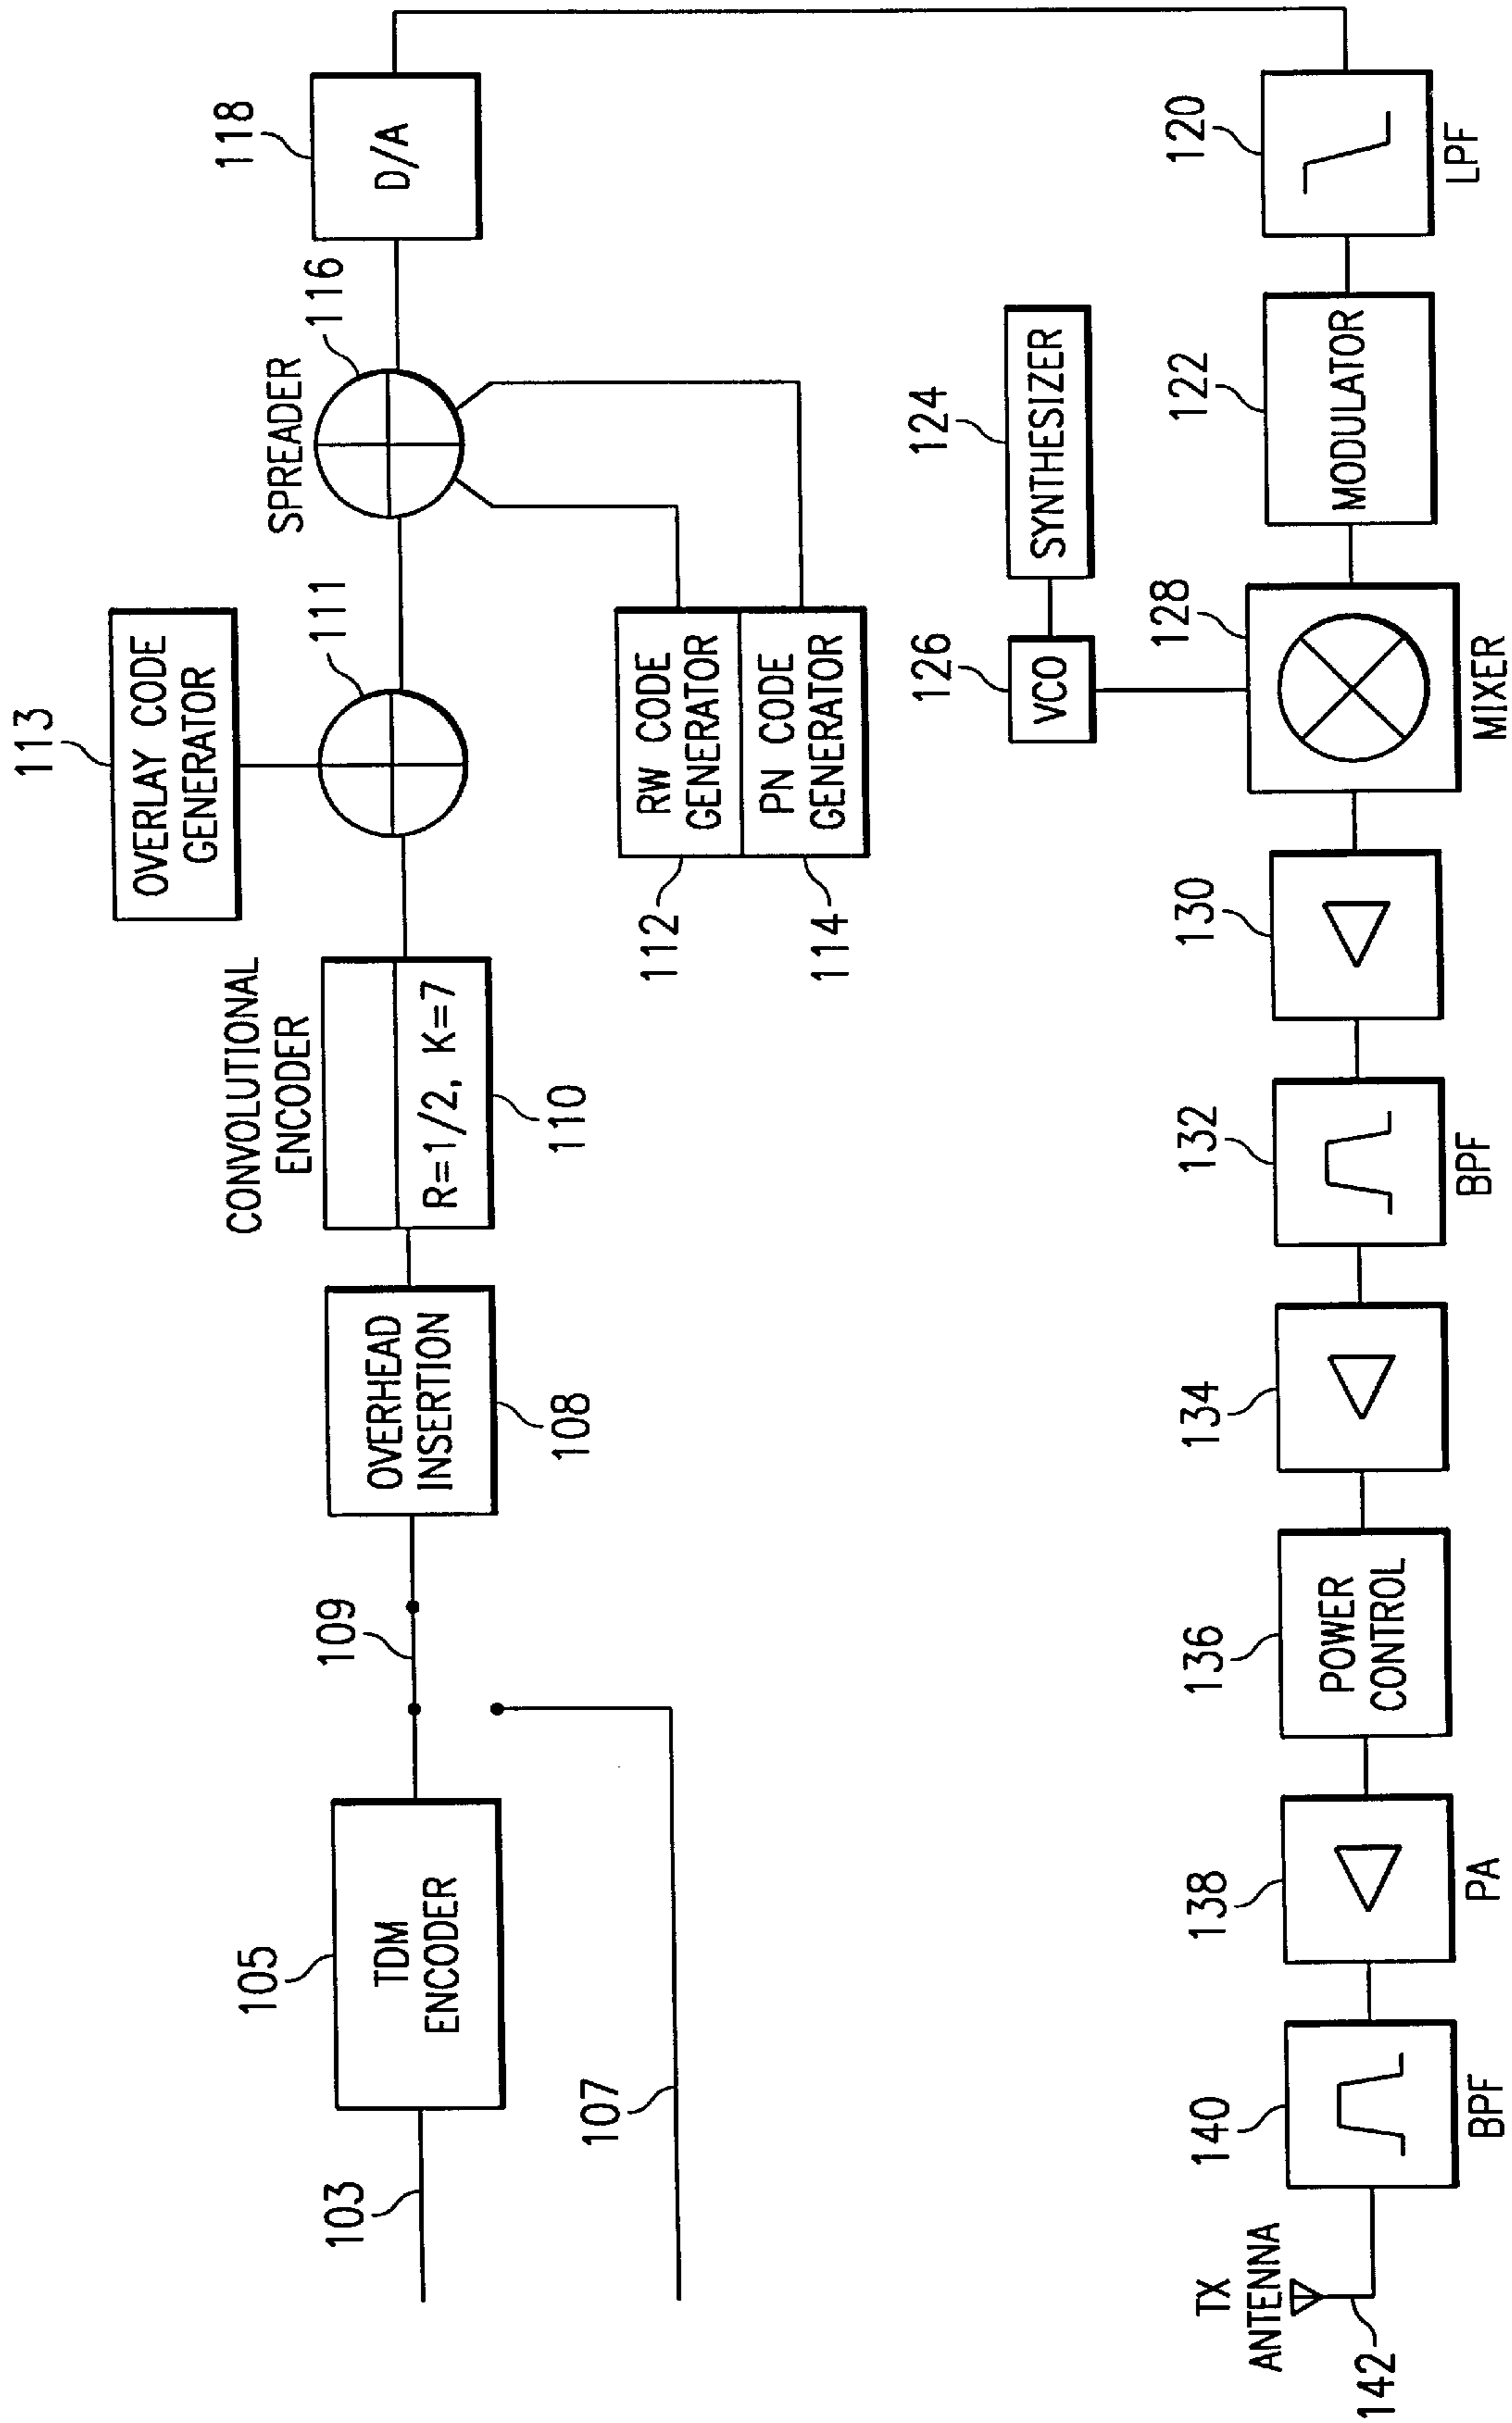 113
OVERLAY CODE
GENERATOR
CONVOLUTIONAL
ENCODER
R=1/2, K=7
110
111
SPREADER
116
118
D/A
105
TDM
ENCODER
103
109
107
OVERHEAD
INSERTION
108
RW CODE
GENERATOR
PN CODE
GENERATOR
112
114
126
VCO
124
SYNTHESIZER
TX
ANTENNA
142
140
BPF
138
PA
136
POWER
CONTROL
134
132
BPF
130
128
MIXER
122
MODULATOR
120
LPF